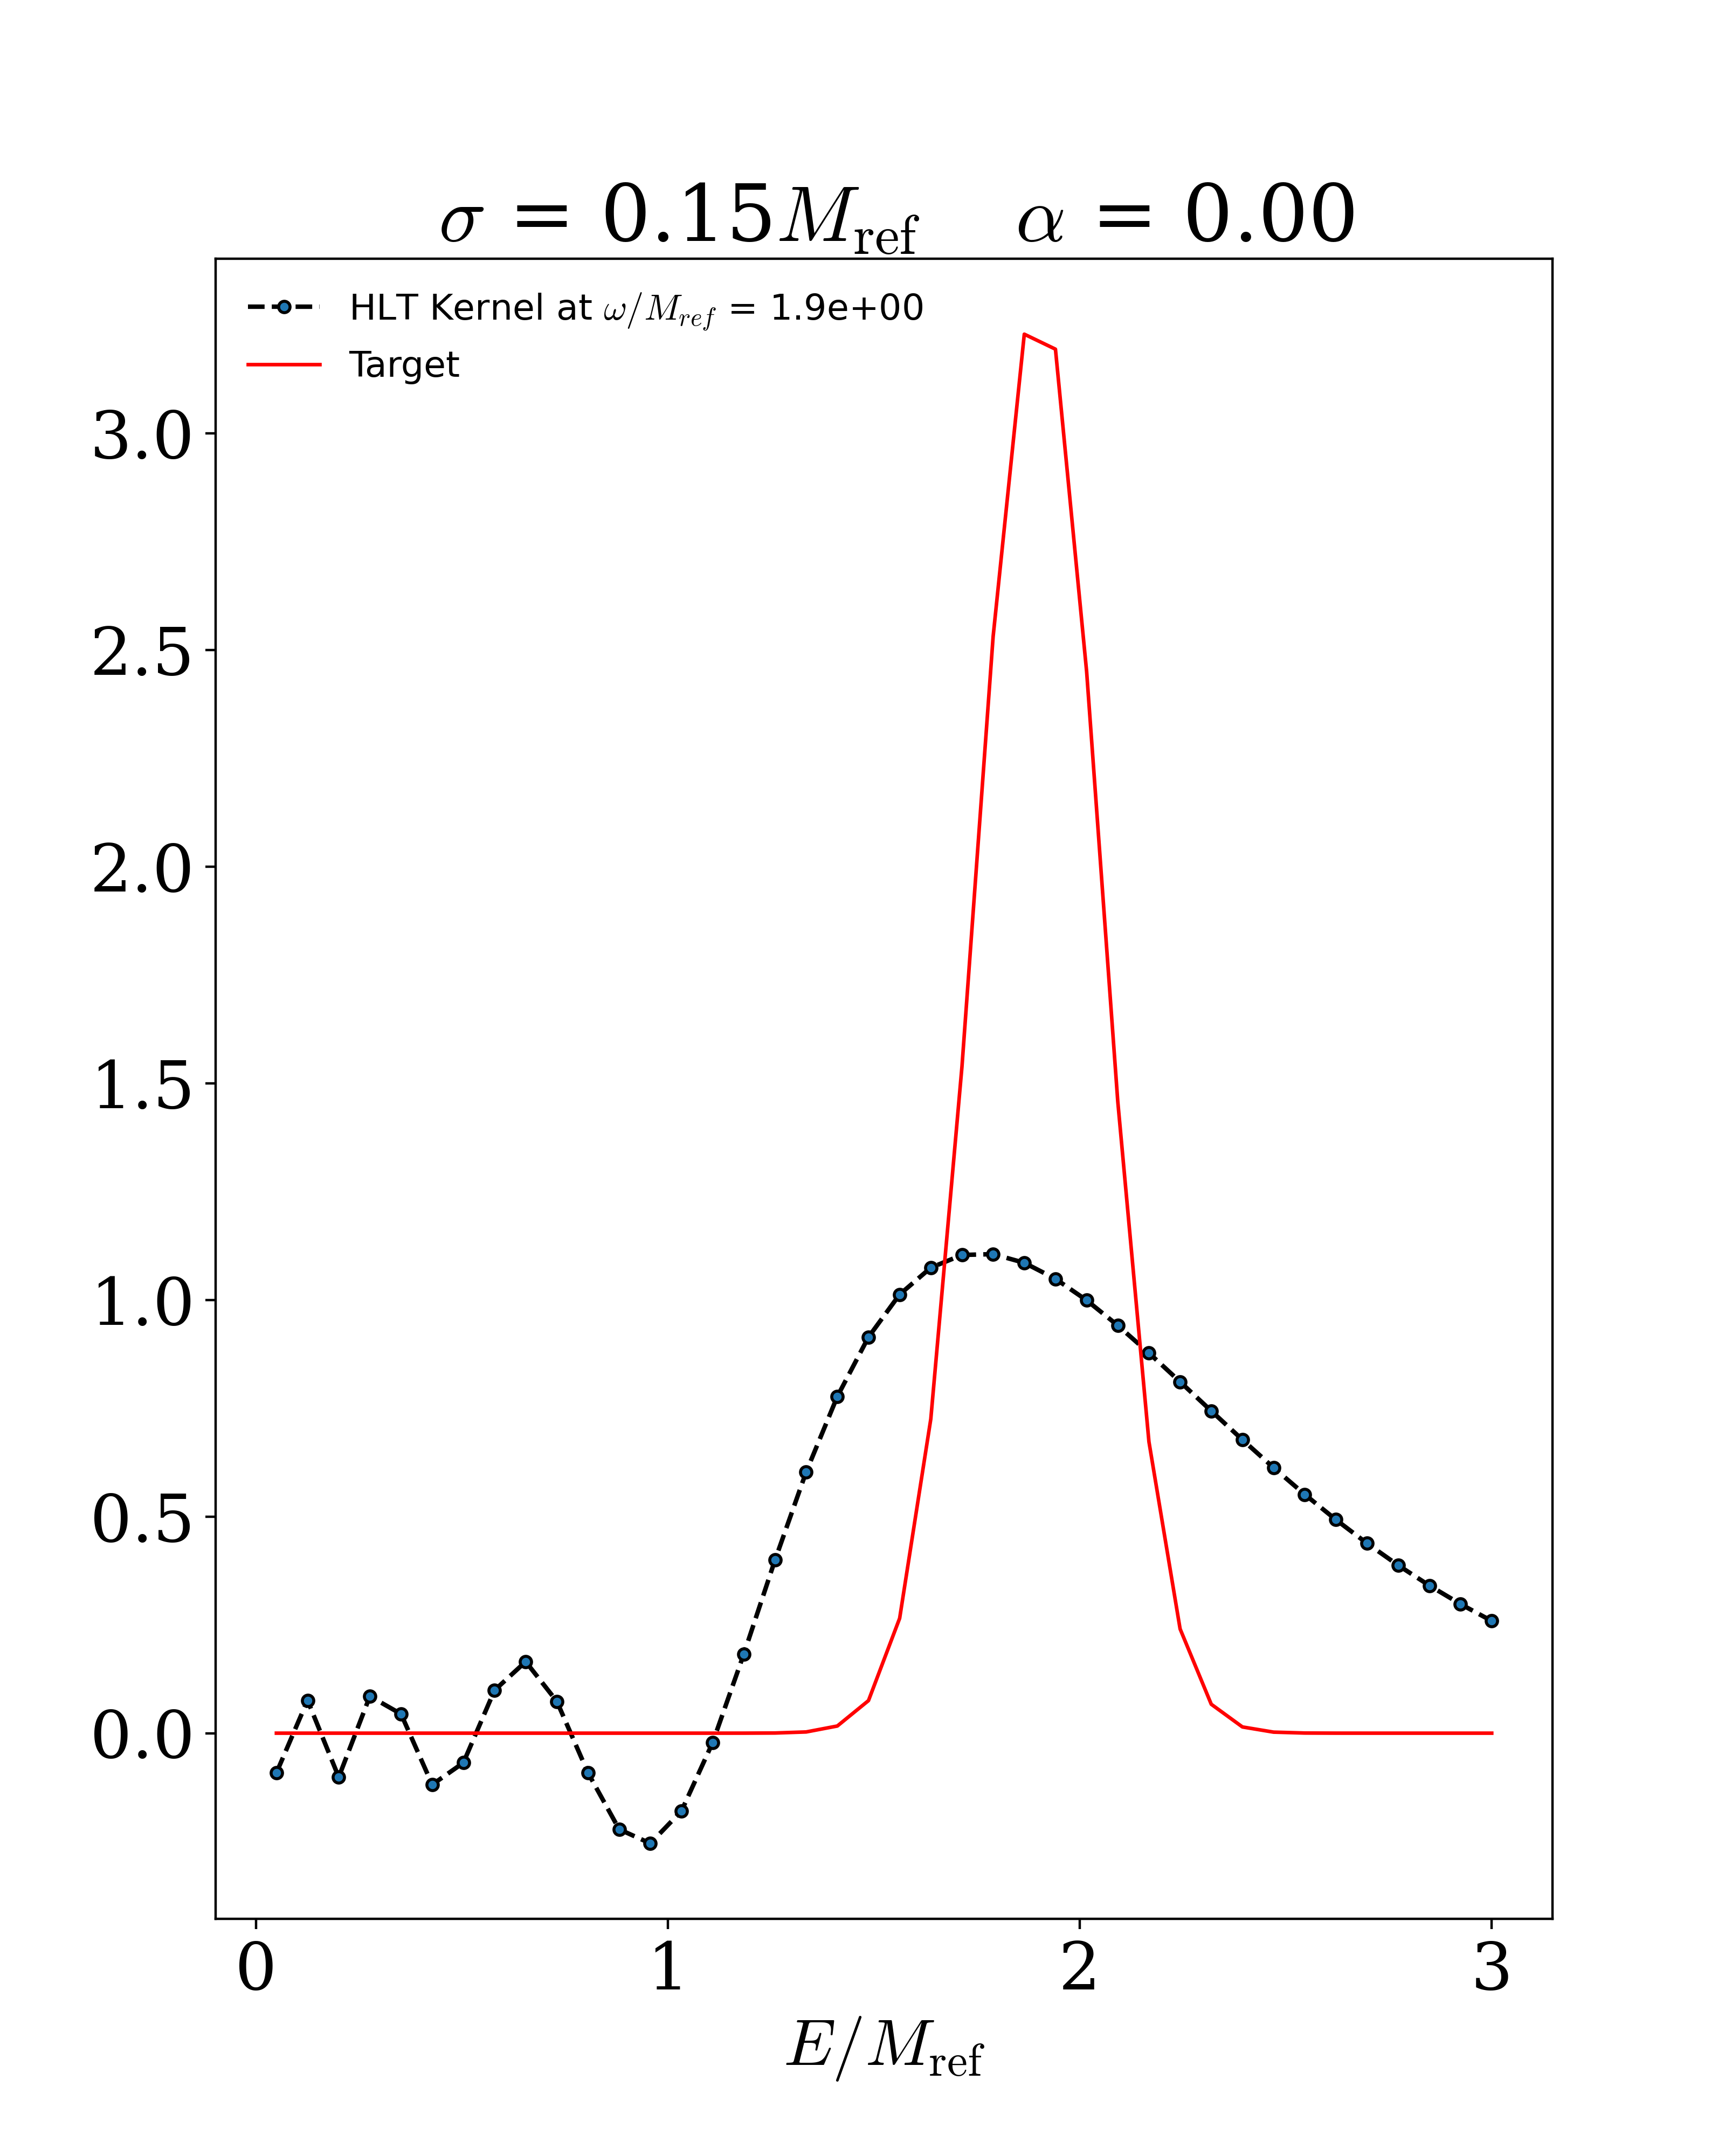 σ = 0.15M_ref α = 0.00
HLT Kernel at ω/M_ref = 1.9e+00
Target
3.0
2.5
2.0
1.5
1.0
0.5
0.0
0 1 2 3
E/M_ref